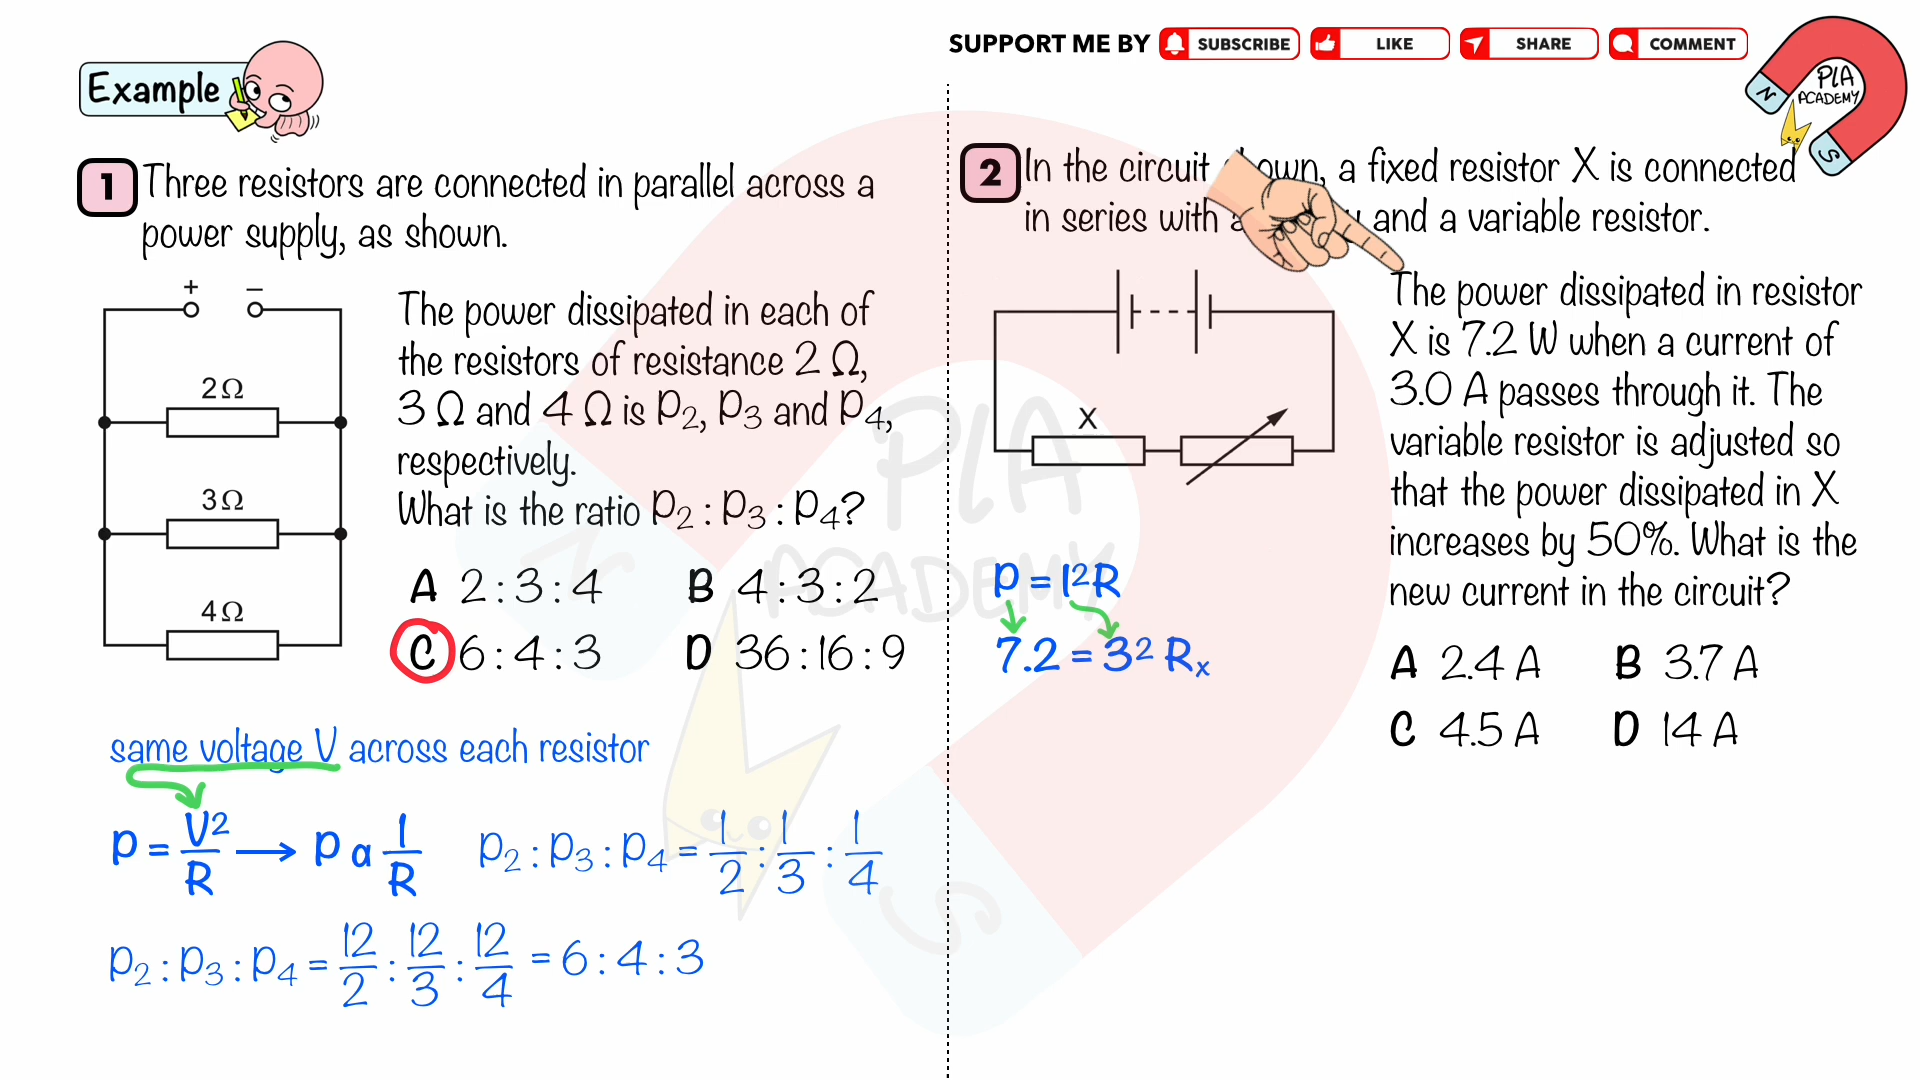 SUPPORT ME BY SUBSCRIBE LIKE SHARE COMMENT
PLA
ACADEMY
N
S
Example
1 Three resistors are connected in parallel across a
power supply, as shown.
+ −
2 Ω
3 Ω
4 Ω
The power dissipated in each of
the resistors of resistance 2 Ω,
3 Ω and 4 Ω is P₂, P₃ and P₄,
respectively.
What is the ratio P₂ : P₃ : P₄?
A 2 : 3 : 4 B 4 : 3 : 2
C 6 : 4 : 3 D 36 : 16 : 9
same voltage V across each resistor
P = V²/R → P α 1/R P₂ : P₃ : P₄ = 1/2 : 1/3 : 1/4
P₂ : P₃ : P₄ = 12/2 : 12/3 : 12/4 = 6 : 4 : 3
2 In the circuit , a fixed resistor X is connected
in series with and a variable resistor.
X
The power dissipated in resistor
X is 7.2 W when a current of
3.0 A passes through it. The
variable resistor is adjusted so
that the power dissipated in X
increases by 50%. What is the
new current in the circuit?
P = I²R
7.2 = 3² Rₓ
A 2.4 A B 3.7 A
C 4.5 A D 14 A
PLA
ACADEMY
N
S